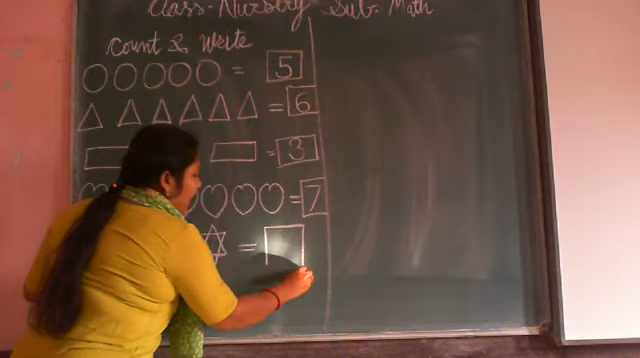 Class- Nursery Sub- Math
Count & Write
= 5
= 6
= 3
= 7
=